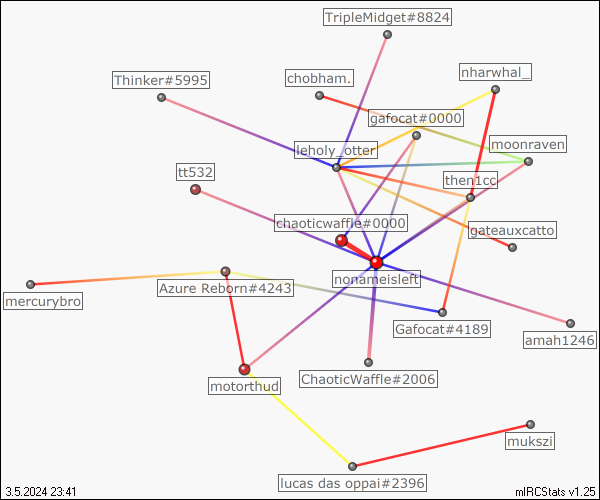 TripleMidget#8824
Thinker#5995
chobham.
nharwhal_
gafocat#0000
moonraven
leholy_otter
tt532
then1cc
chaoticwaffle#0000
gateauxcatto
nonameisleft
Azure Reborn#4243
mercurybro
Gafocat#4189
amah1246
ChaoticWaffle#2006
motorthud
mukszi
lucas das oppai#2396
3.5.2024 23:41
mIRCStats v1.25